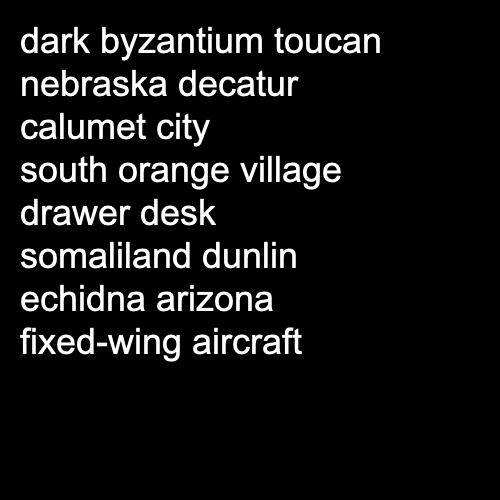 dark byzantium toucan
nebraska decatur
calumet city
south orange village
drawer desk
somaliland dunlin
echidna arizona
fixed-wing aircraft